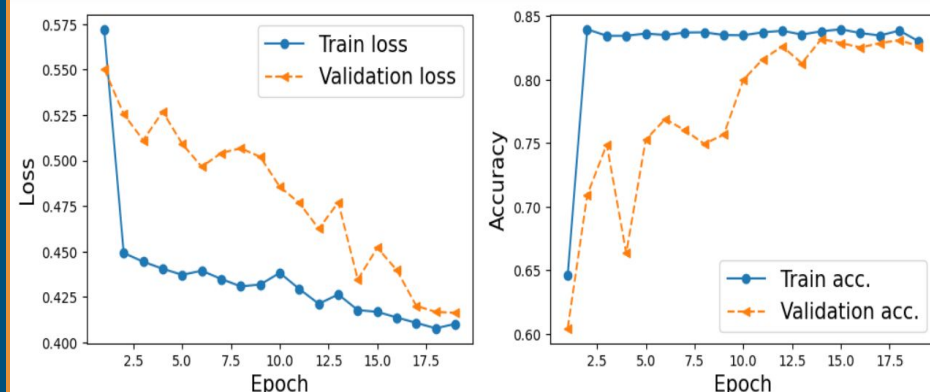 0.575
0.550
0.525
0.500
0.475
0.450
0.425
0.400
Loss
2.5 5.0 7.5 10.0 12.5 15.0 17.5
Epoch
Train loss
Validation loss
0.85
0.80
0.75
0.70
0.65
0.60
Accuracy
2.5 5.0 7.5 10.0 12.5 15.0 17.5
Epoch
Train acc.
Validation acc.